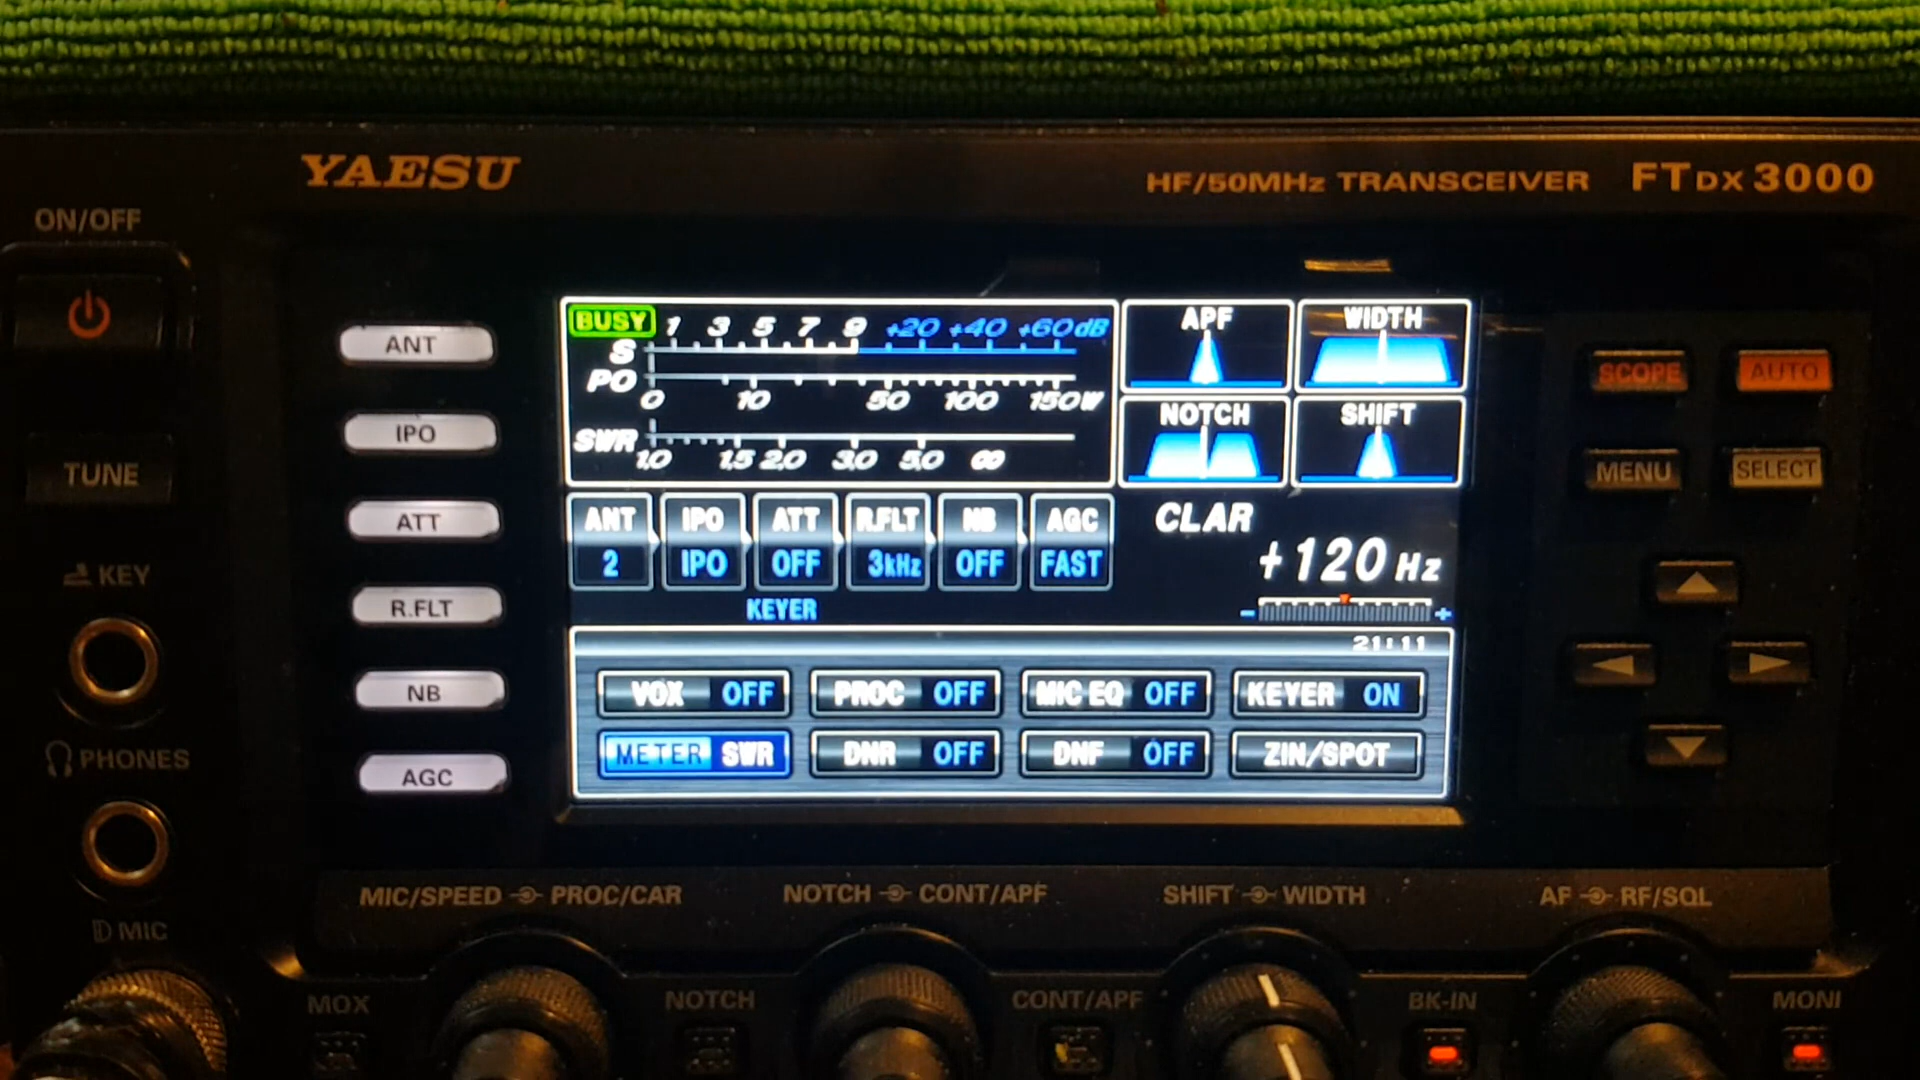 YAESU
HF/50MHz TRANSCEIVER FTDX 3000
ON/OFF
TUNE
KEY
PHONES
MIC
ANT
IPO
ATT
R.FLT
NB
AGC
BUSY
1 3 5 7 9 +20 +40 +60dB
S
PO
0 10 50 100 150W
SWR
1.0 1.5 2.0 3.0 5.0 ∞
APF WIDTH
NOTCH SHIFT
ANT IPO ATT R.FLT NB AGC
2 IPO OFF 3kHz OFF FAST
KEYER
CLAR
+120 Hz
- +
21:11
VOX OFF PROC OFF MIC EQ OFF KEYER ON
METER SWR DNR OFF DNF OFF ZIN/SPOT
SCOPE AUTO
MENU SELECT
MIC/SPEED PROC/CAR NOTCH CONT/APF SHIFT WIDTH AF RF/SQL
MOX NOTCH CONT/APF BK-IN MONI